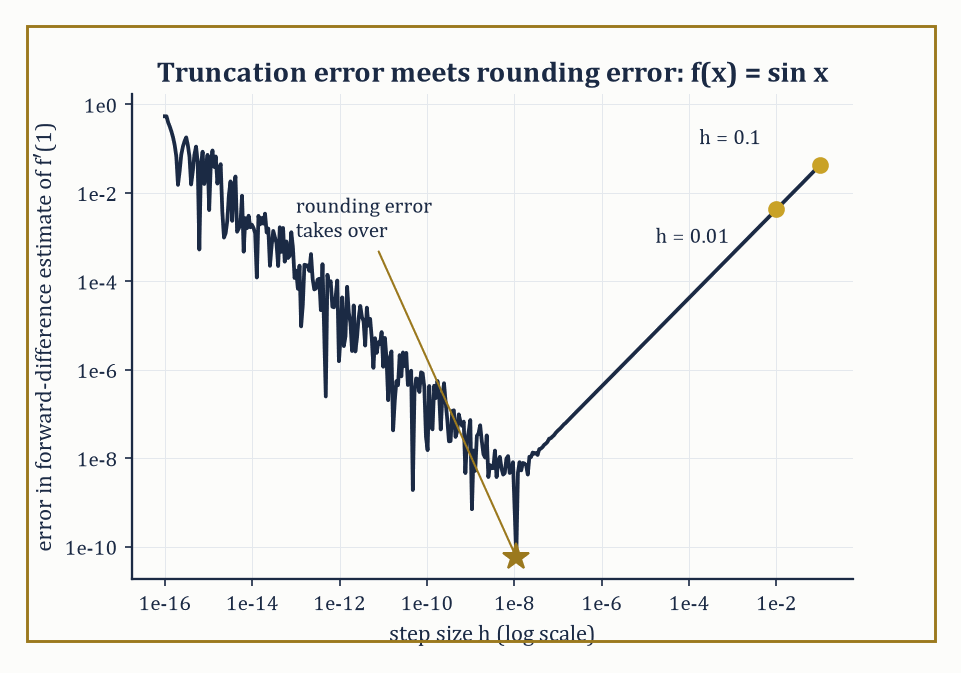 Truncation error meets rounding error: f(x) = sin x
error in forward-difference estimate of f′(1)
1e0
1e-2
1e-4
1e-6
1e-8
1e-10
h = 0.1
rounding error
takes over
h = 0.01
1e-16
1e-14
1e-12
1e-10
1e-8
1e-6
1e-4
1e-2
step size h (log scale)